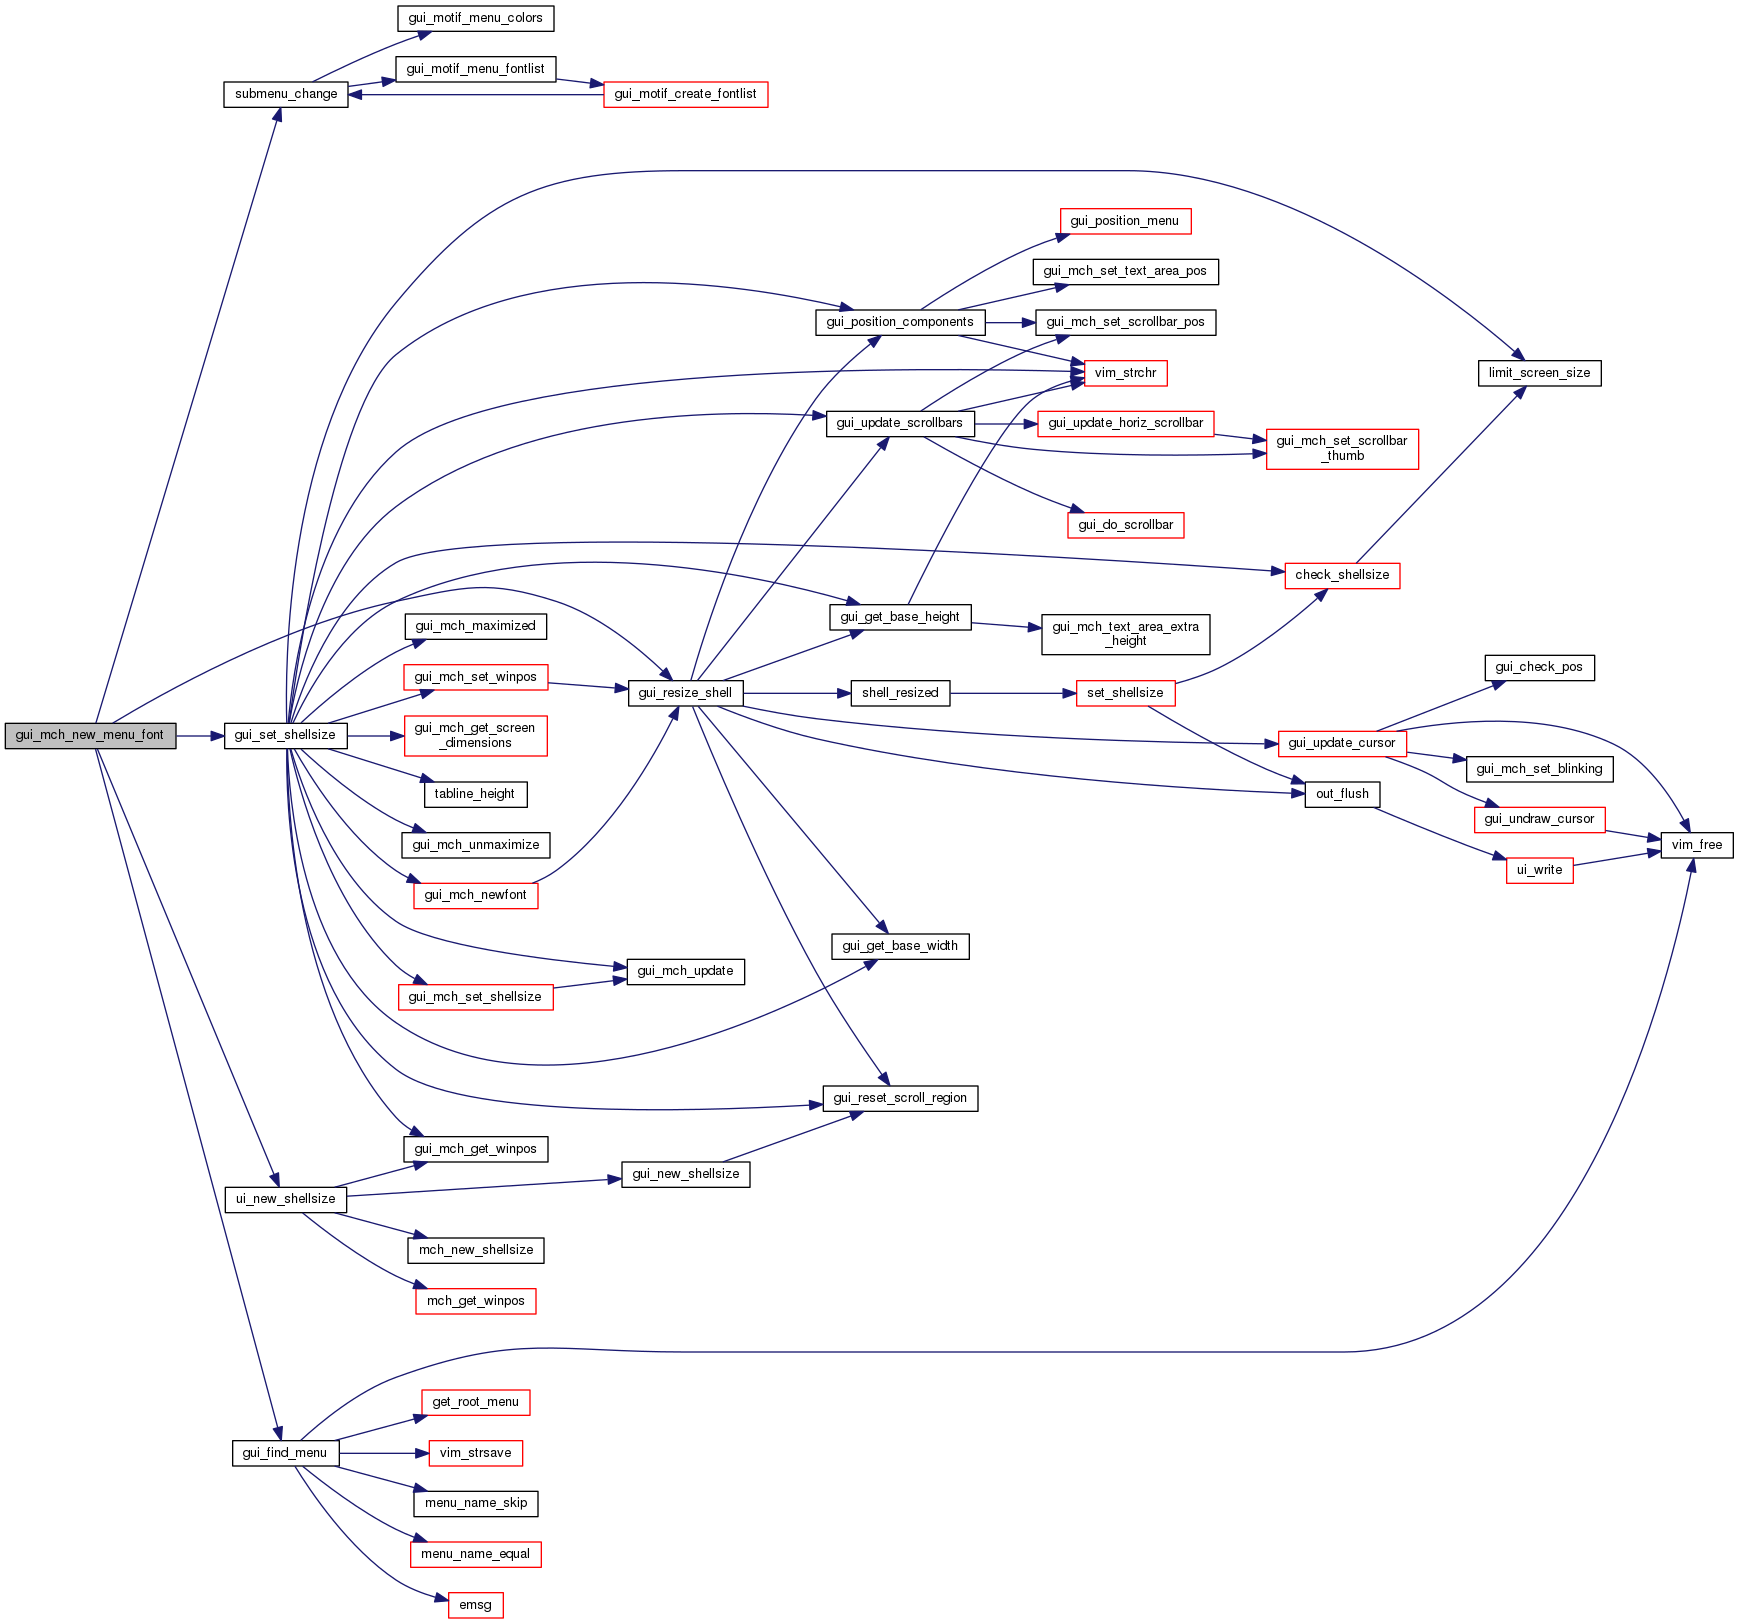 gui_motif_menu_colors
gui_motif_menu_fontlist
submenu_change
gui_motif_create_fontlist
gui_position_menu
gui_mch_set_text_area_pos
gui_position_components
gui_mch_set_scrollbar_pos
vim_strchr
limit_screen_size
gui_update_scrollbars
gui_update_horiz_scrollbar
gui_mch_set_scrollbar
_thumb
gui_do_scrollbar
check_shellsize
gui_get_base_height
gui_mch_maximized
gui_mch_text_area_extra
_height
gui_check_pos
gui_mch_set_winpos
gui_resize_shell
shell_resized
set_shellsize
gui_mch_new_menu_font
gui_set_shellsize
gui_mch_get_screen
_dimensions
gui_update_cursor
gui_mch_set_blinking
tabline_height
out_flush
gui_undraw_cursor
gui_mch_unmaximize
vim_free
ui_write
gui_mch_newfont
gui_get_base_width
gui_mch_update
gui_mch_set_shellsize
gui_reset_scroll_region
gui_mch_get_winpos
gui_new_shellsize
ui_new_shellsize
mch_new_shellsize
mch_get_winpos
get_root_menu
gui_find_menu
vim_strsave
menu_name_skip
menu_name_equal
emsg